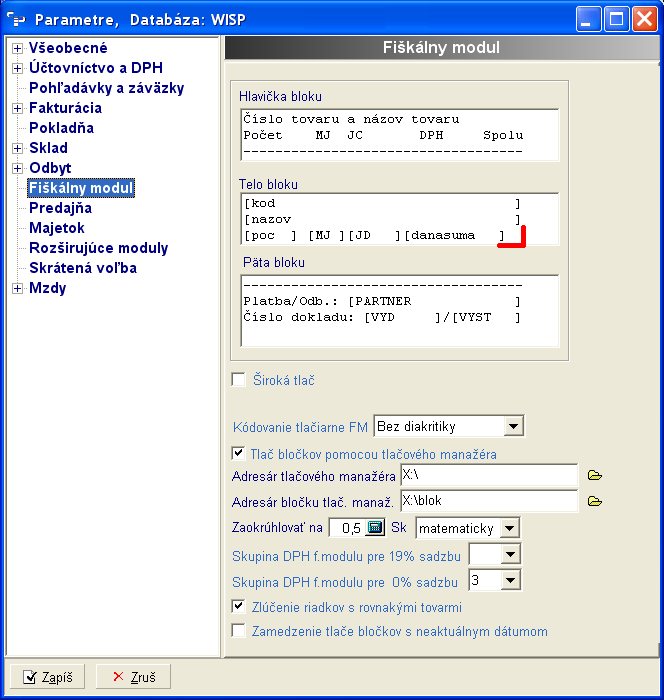 Parametre, Databáza: WISP
Všeobecné
Účtovníctvo a DPH
Pohľadávky a záväzky
Fakturácia
Pokladňa
Sklad
Odbyt
Fiškálny modul
Predajňa
Majetok
Rozširujúce moduly
Skrátená voľba
Mzdy
Fiškálny modul
Hlavička bloku
Číslo tovaru a názov tovaru
Počet    MJ  JC       DPH     Spolu
-----------------------------------
Telo bloku
[kod                              ]
[nazov                            ]
[poc  ] [MJ ][JD   ][danasuma   ]
Päta bloku
-----------------------------------
Platba/Odb.: [PARTNER             ]
Číslo dokladu: [VYD     ]/[VYST   ]
Široká tlač
Kódovanie tlačiarne FM Bez diakritiky
Tlač bločkov pomocou tlačového manažéra
Adresár tlačového manažéra X:\
Adresár bločku tlač. manaž. X:\blok
Zaokrúhlovať na 0,5 Sk matematicky
Skupina DPH f.modulu pre 19% sadzbu
Skupina DPH f.modulu pre 0% sadzbu 3
Zlúčenie riadkov s rovnakými tovarmi
Zamedzenie tlače bločkov s neaktuálnym dátumom
Zapíš Zruš